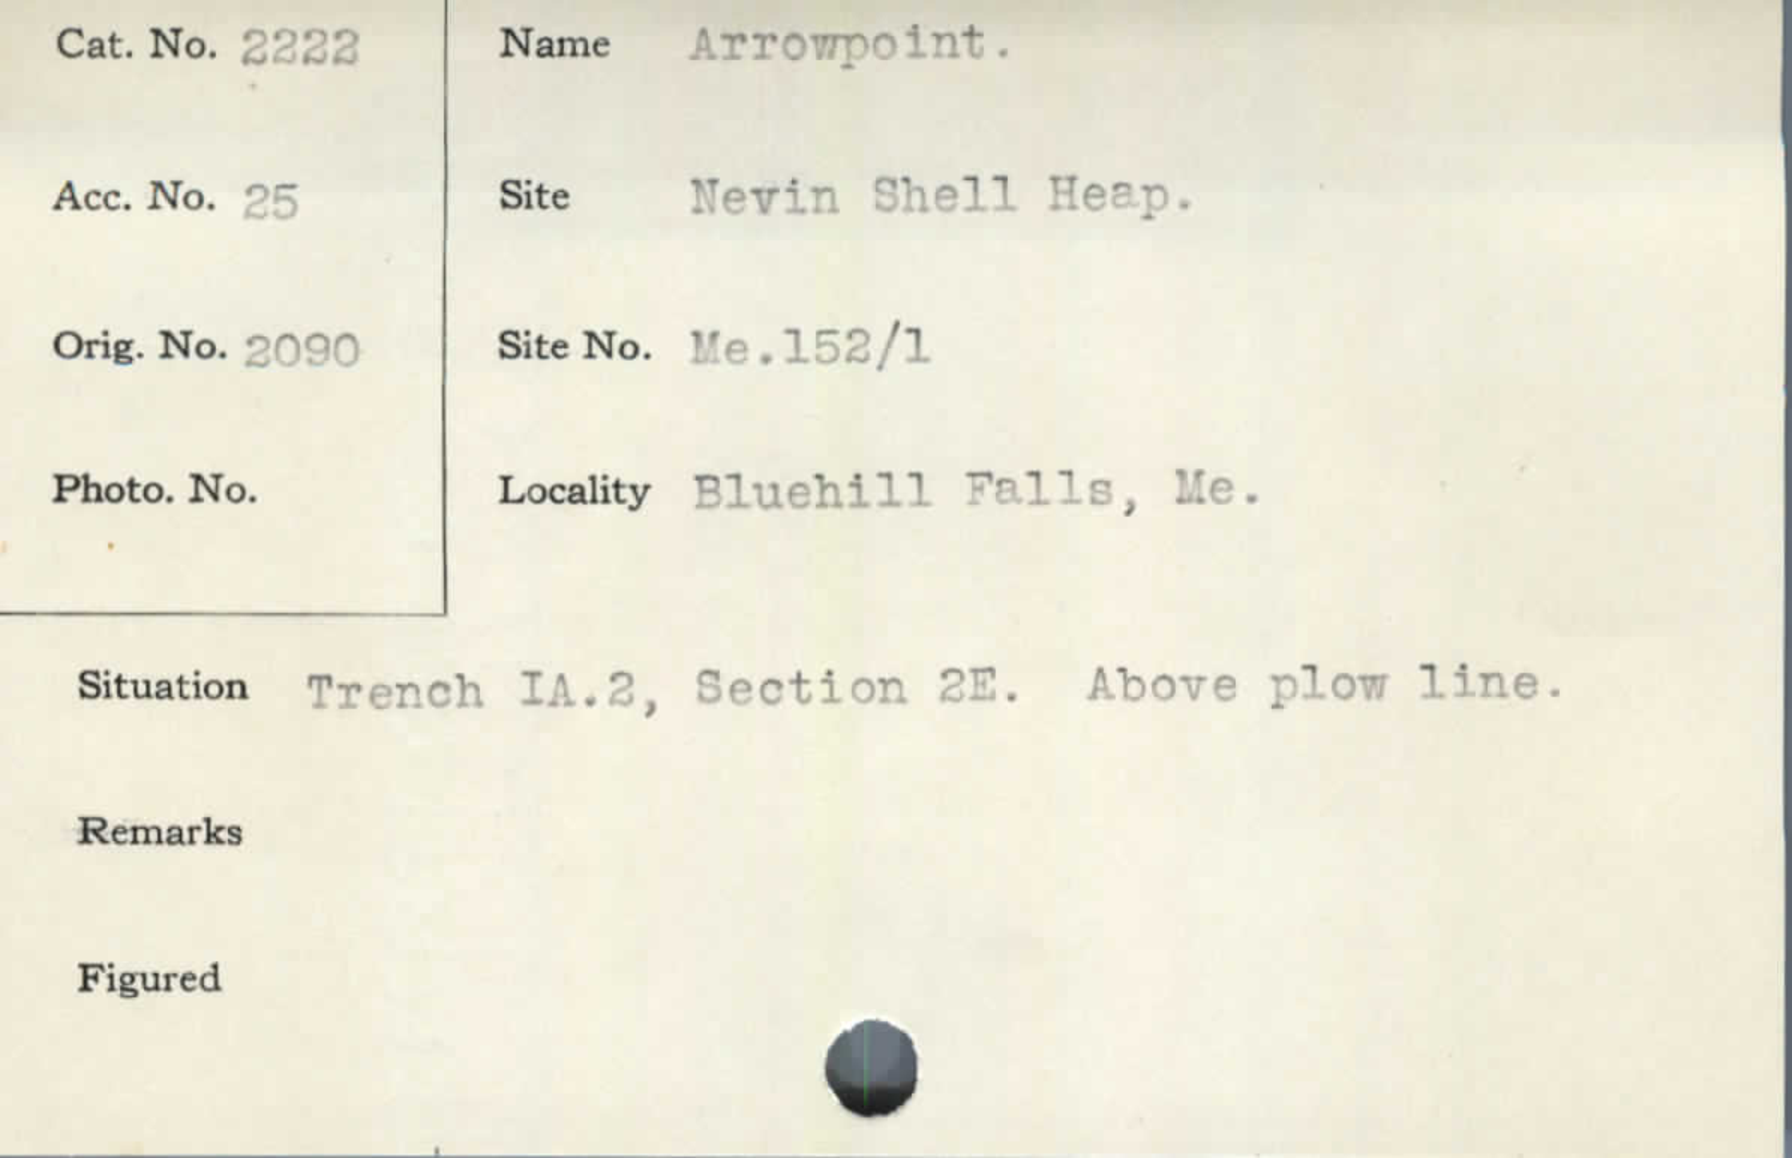 Cat. No. 2222
Name Arrowpoint.
Acc. No. 25
Site Nevin Shell Heap.
Orig. No. 2090
Site No. Me.152/1
Photo. No.
Locality Bluehill Falls, Me.
Situation Trench IA.2, Section 2E. Above plow line.
Remarks
Figured